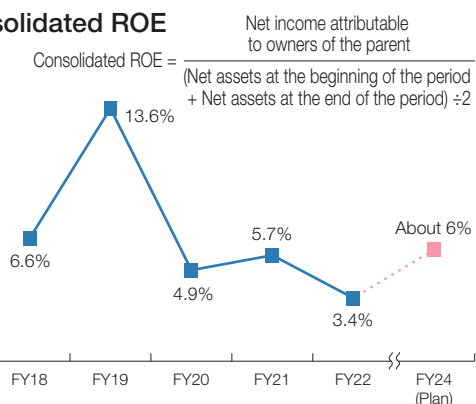 solidated ROE
Net income attributable
to owners of the parent
Consolidated ROE =
(Net assets at the beginning of the period
+ Net assets at the end of the period) ÷2
13.6%
6.6%
4.9%
5.7%
3.4%
About 6%
FY18 FY19 FY20 FY21 FY22 FY24
(Plan)